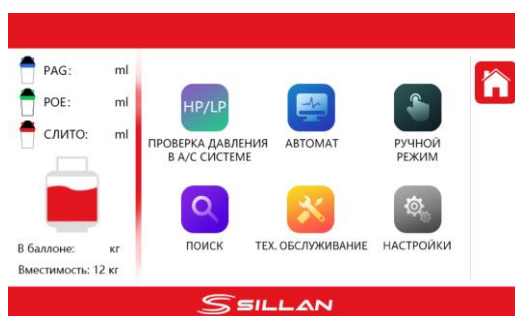 PAG: ml
POE: ml
СЛИТО: ml
В баллоне: кг
Вместимость: 12 кг
HP/LP
ПРОВЕРКА ДАВЛЕНИЯ
В А/С СИСТЕМЕ
АВТОМАТ
РУЧНОЙ
РЕЖИМ
ПОИСК
ТЕХ. ОБСЛУЖИВАНИЕ
НАСТРОЙКИ
SILLAN